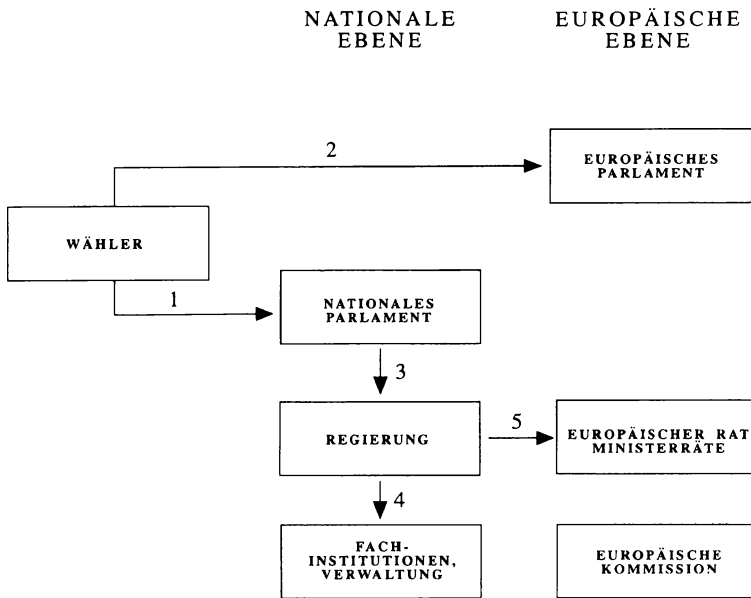 NATIONALE
EBENE
EUROPÄISCHE
EBENE
2
EUROPÄISCHES
PARLAMENT
WÄHLER
1
NATIONALES
PARLAMENT
3
REGIERUNG
5
EUROPÄISCHER RAT
MINISTERRÄTE
4
FACH-
INSTITUTIONEN,
VERWALTUNG
EUROPÄISCHE
KOMMISSION